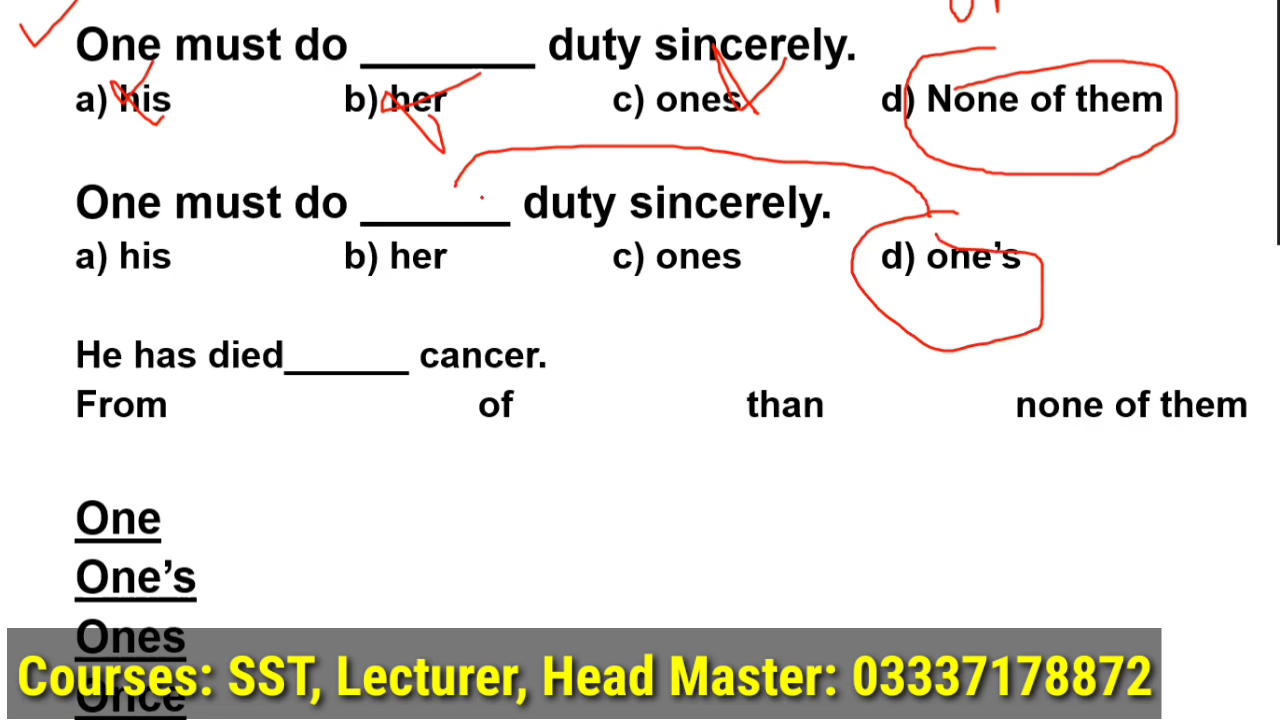 One must do _______ duty sincerely.
a) his b) her c) ones d) None of them
One must do ______ duty sincerely.
a) his b) her c) ones d) one’s
He has died______ cancer.
From of than none of them
One
One’s
Ones
Once
Courses: SST, Lecturer, Head Master: 03337178872